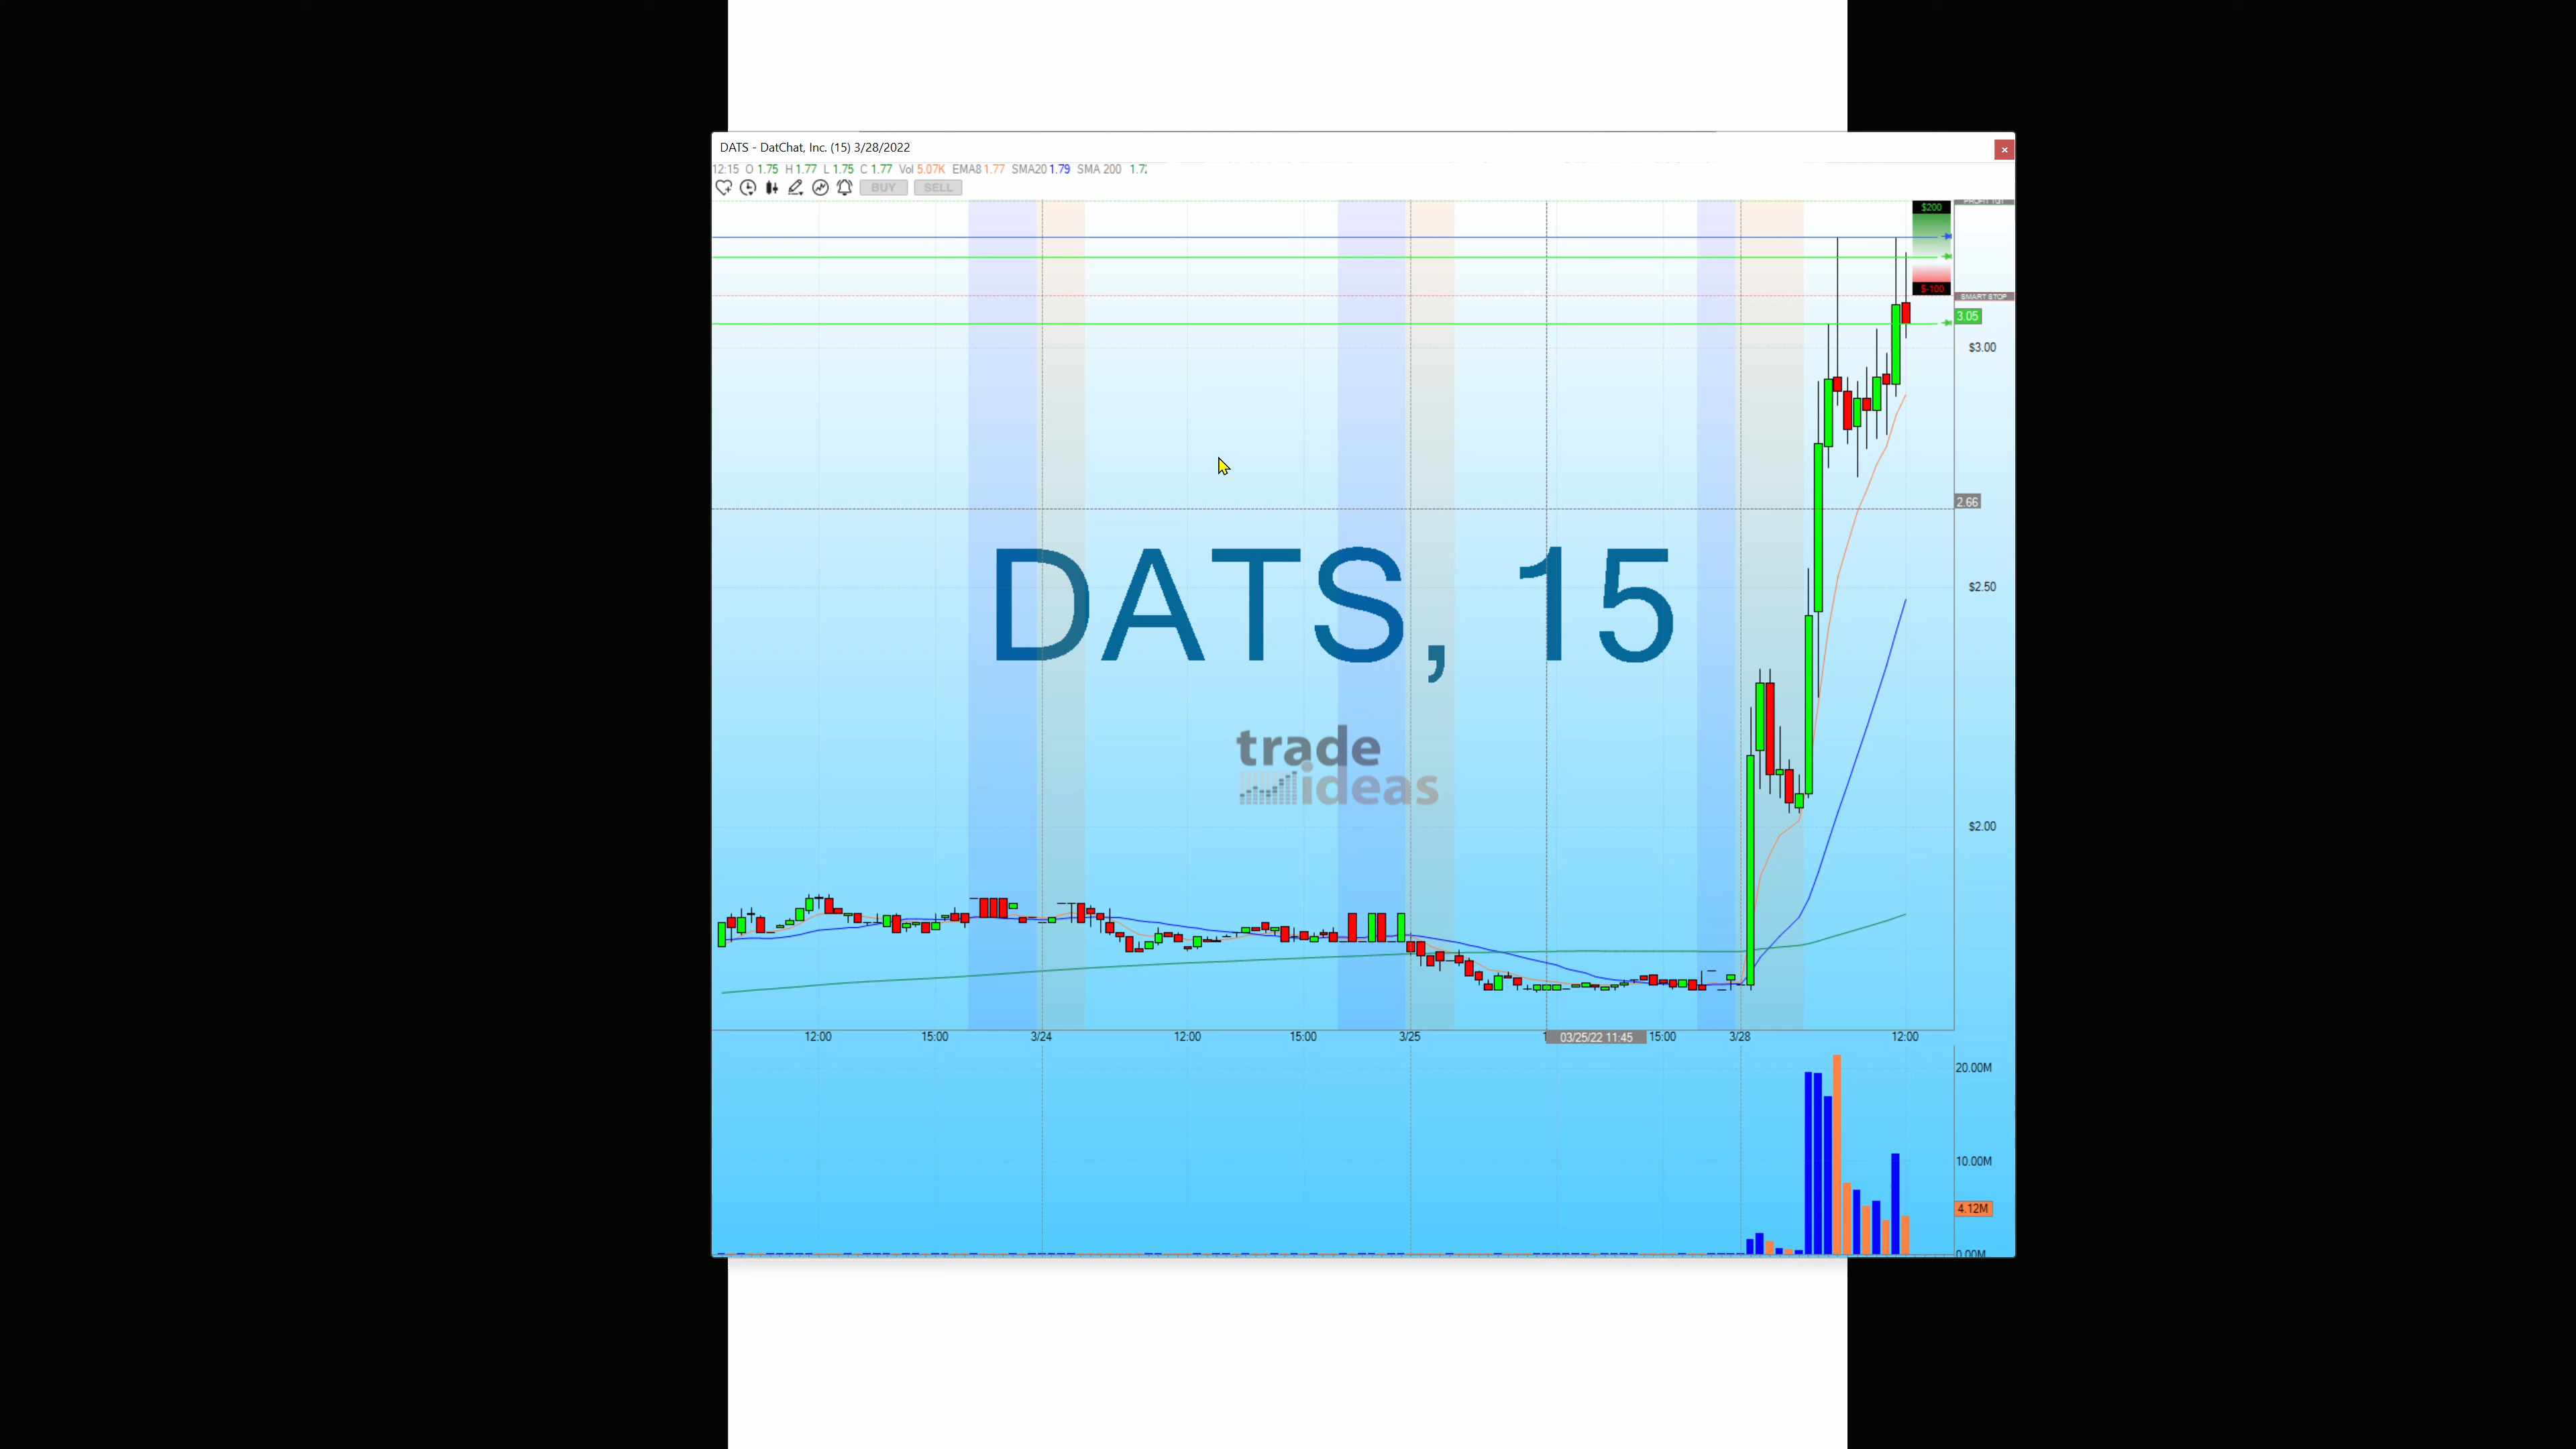 DATS - DatChat, Inc. (15) 3/28/2022
12:15 O 1.75 H 1.77 L 1.75 C 1.77 Vol 5.07K EMA8 1.77 SMA20 1.79 SMA 200
BUY SELL
$200
PROFIT TGT
$-100
SMART STOP
3.05
$3.00
2.66
DATS, 15
$2.50
trade
ideas
$2.00
12:00 15:00 3/24 12:00 15:00 3/25 03/25/22 11:45 15:00 3/28 12:00
20.00M
10.00M
4.12M
0.00M